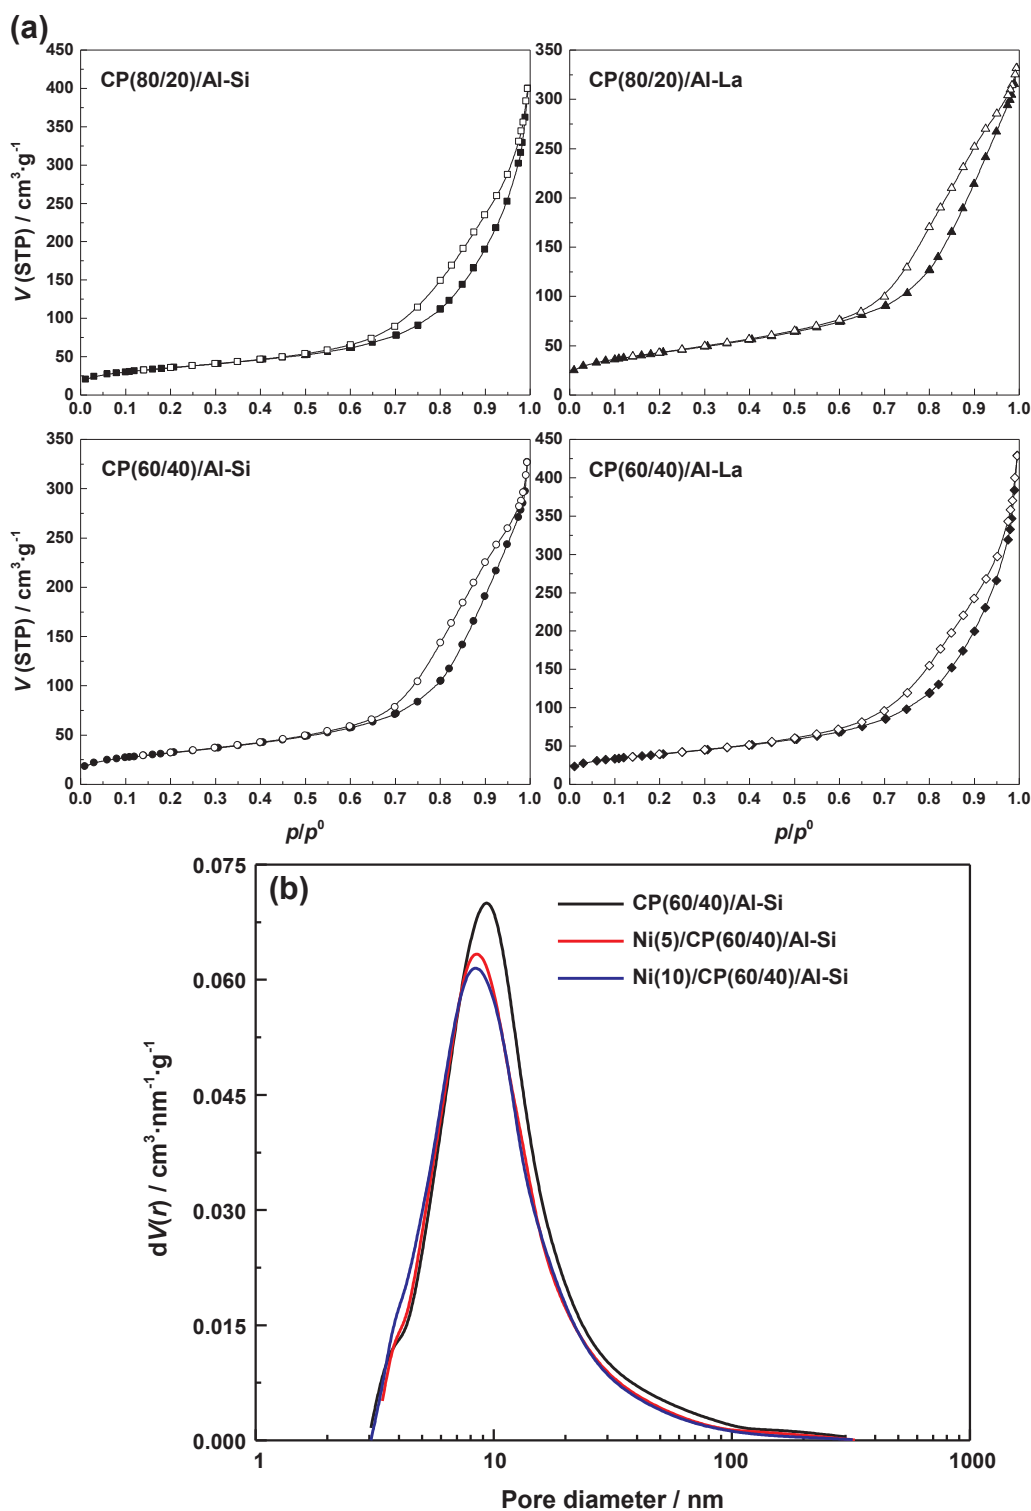 (a)
CP(80/20)/Al-Si
450
400
350
300
250
200
150
100
50
0
V (STP) / cm³·g⁻¹
0.0 0.1 0.2 0.3 0.4 0.5 0.6 0.7 0.8 0.9 1.0
CP(80/20)/Al-La
350
300
250
200
150
100
50
0
0.0 0.1 0.2 0.3 0.4 0.5 0.6 0.7 0.8 0.9 1.0
CP(60/40)/Al-Si
350
300
250
200
150
100
50
0
V (STP) / cm³·g⁻¹
0.0 0.1 0.2 0.3 0.4 0.5 0.6 0.7 0.8 0.9 1.0
p/p⁰
CP(60/40)/Al-La
450
400
350
300
250
200
150
100
50
0
0.0 0.1 0.2 0.3 0.4 0.5 0.6 0.7 0.8 0.9 1.0
p/p⁰
(b)
CP(60/40)/Al-Si
Ni(5)/CP(60/40)/Al-Si
Ni(10)/CP(60/40)/Al-Si
0.075
0.060
0.045
0.030
0.015
0.000
dV(r) / cm³·nm⁻¹·g⁻¹
1 10 100 1000
Pore diameter / nm